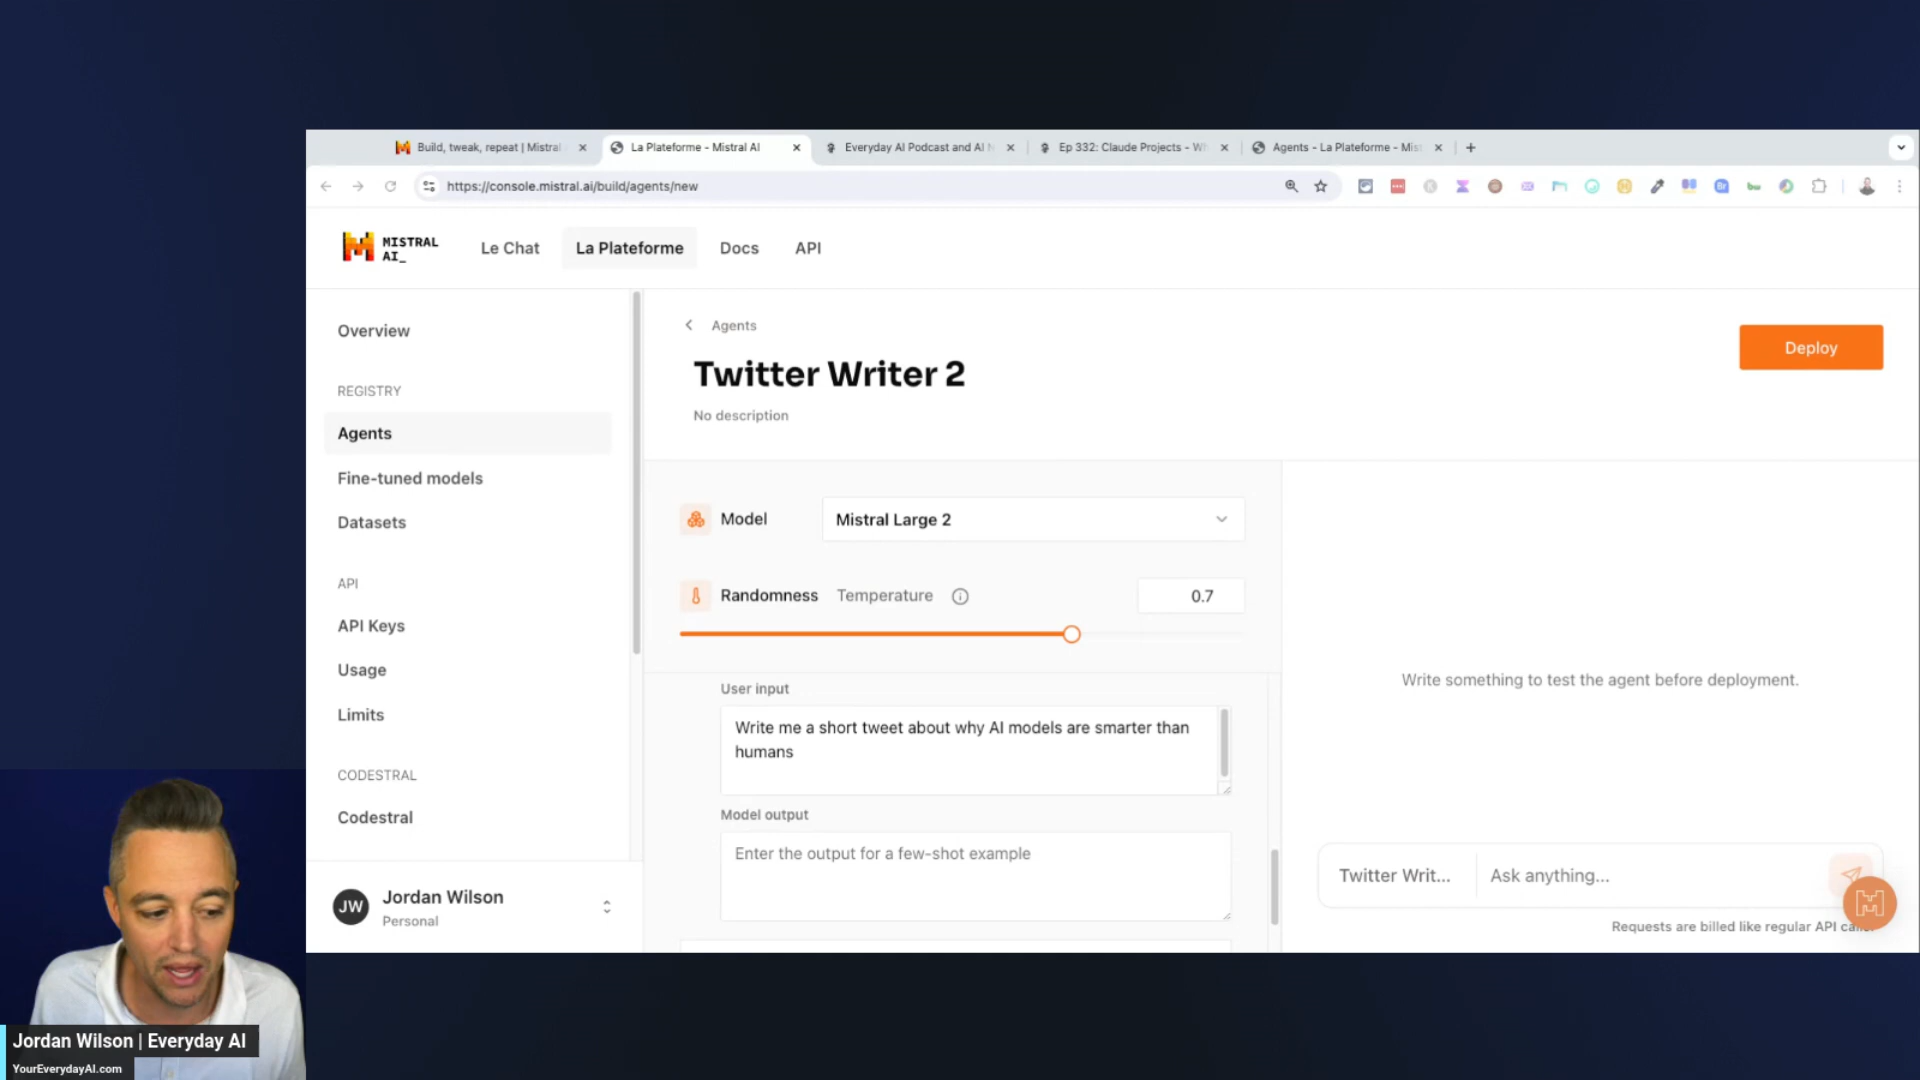 Build, tweak, repeat | Mistral
La Plateforme - Mistral AI
Everyday AI Podcast and AI N
Ep 332: Claude Projects - Wh
Agents - La Plateforme - Mist
https://console.mistral.ai/build/agents/new
MISTRAL
AI_
Le Chat
La Plateforme
Docs
API
Overview
REGISTRY
Agents
Fine-tuned models
Datasets
API
API Keys
Usage
Limits
CODESTRAL
Codestral
JW
Jordan Wilson
Personal
Agents
Twitter Writer 2
No description
Deploy
Model
Mistral Large 2
Randomness
Temperature
0.7
User input
Write me a short tweet about why AI models are smarter than
humans
Model output
Enter the output for a few-shot example
Write something to test the agent before deployment.
Twitter Writ...
Ask anything...
Requests are billed like regular API
Jordan Wilson | Everyday AI
YourEverydayAI.com